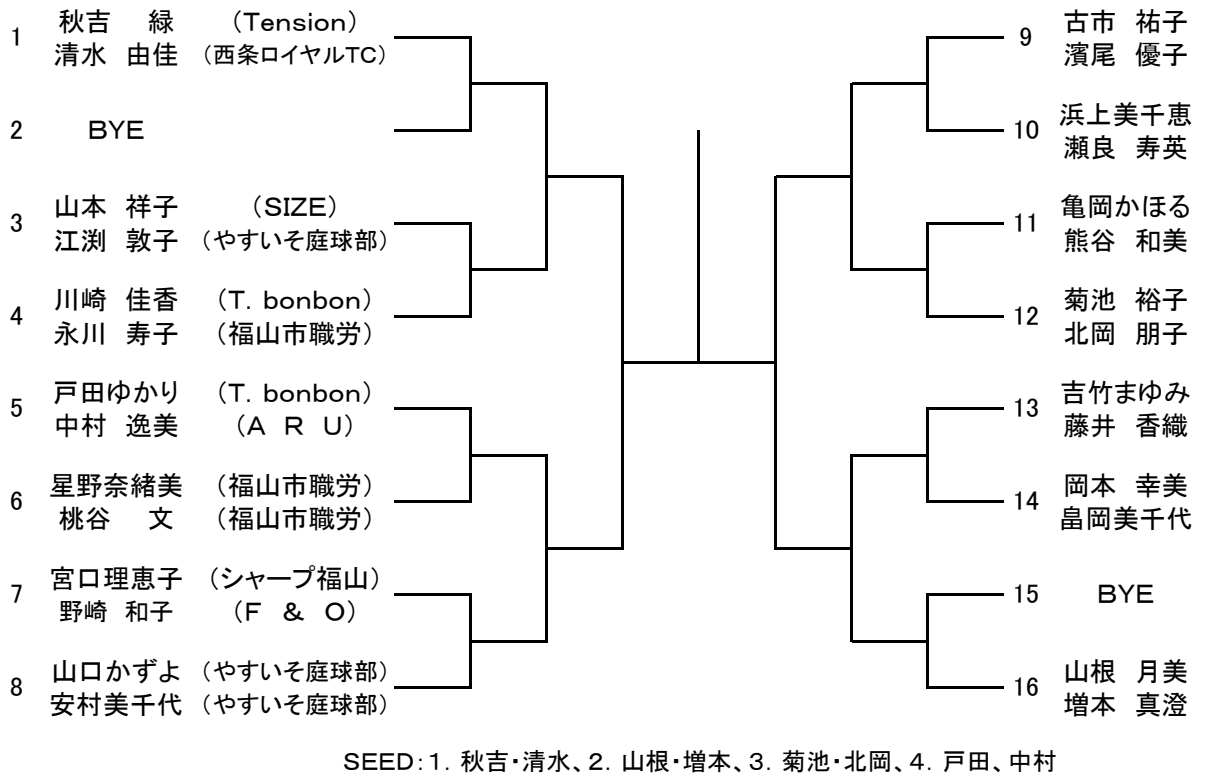 1 秋吉 緑 (Tension)
清水 由佳 (西条ロイヤルTC)
2 BYE
3 山本 祥子 (SIZE)
江渕 敦子 (やすいそ庭球部)
4 川崎 佳香 (T. bonbon)
永川 寿子 (福山市職労)
5 戸田ゆかり (T. bonbon)
中村 逸美 (A R U)
6 星野奈緒美 (福山市職労)
桃谷 文 (福山市職労)
7 宮口理恵子 (シャープ福山)
野崎 和子 (F & O)
8 山口かずよ (やすいそ庭球部)
安村美千代 (やすいそ庭球部)
9 古市 祐子
濱尾 優子
10 浜上美千恵
瀬良 寿英
11 亀岡かほる
熊谷 和美
12 菊池 裕子
北岡 朋子
13 吉竹まゆみ
藤井 香織
14 岡本 幸美
畠岡美千代
15 BYE
16 山根 月美
増本 真澄
SEED:1. 秋吉・清水、2. 山根・増本、3. 菊池・北岡、4. 戸田、中村